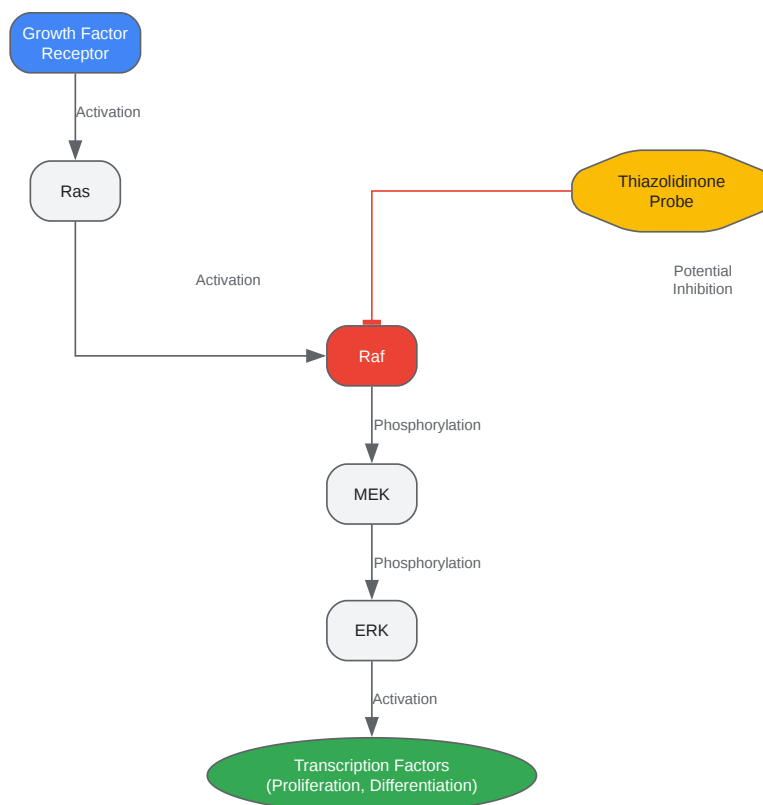 Growth Factor
Receptor
Activation
Ras
Thiazolidinone
Probe
Activation
Potential
Inhibition
Raf
Phosphorylation
MEK
Phosphorylation
ERK
Activation
Transcription Factors
(Proliferation, Differentiation)